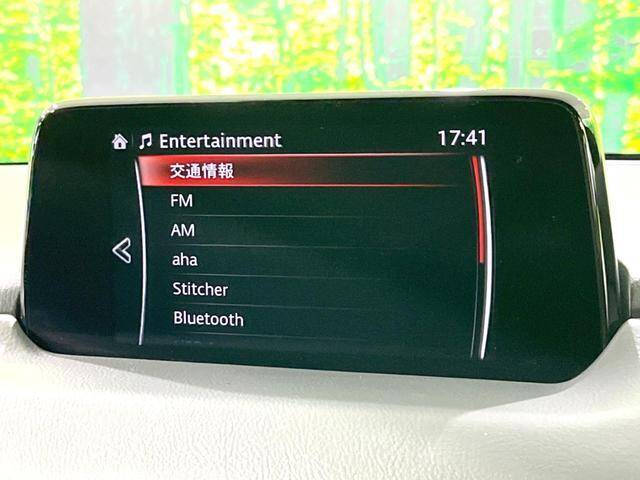 Entertainment 17:41
交通情報
FM
AM
aha
Stitcher
Bluetooth